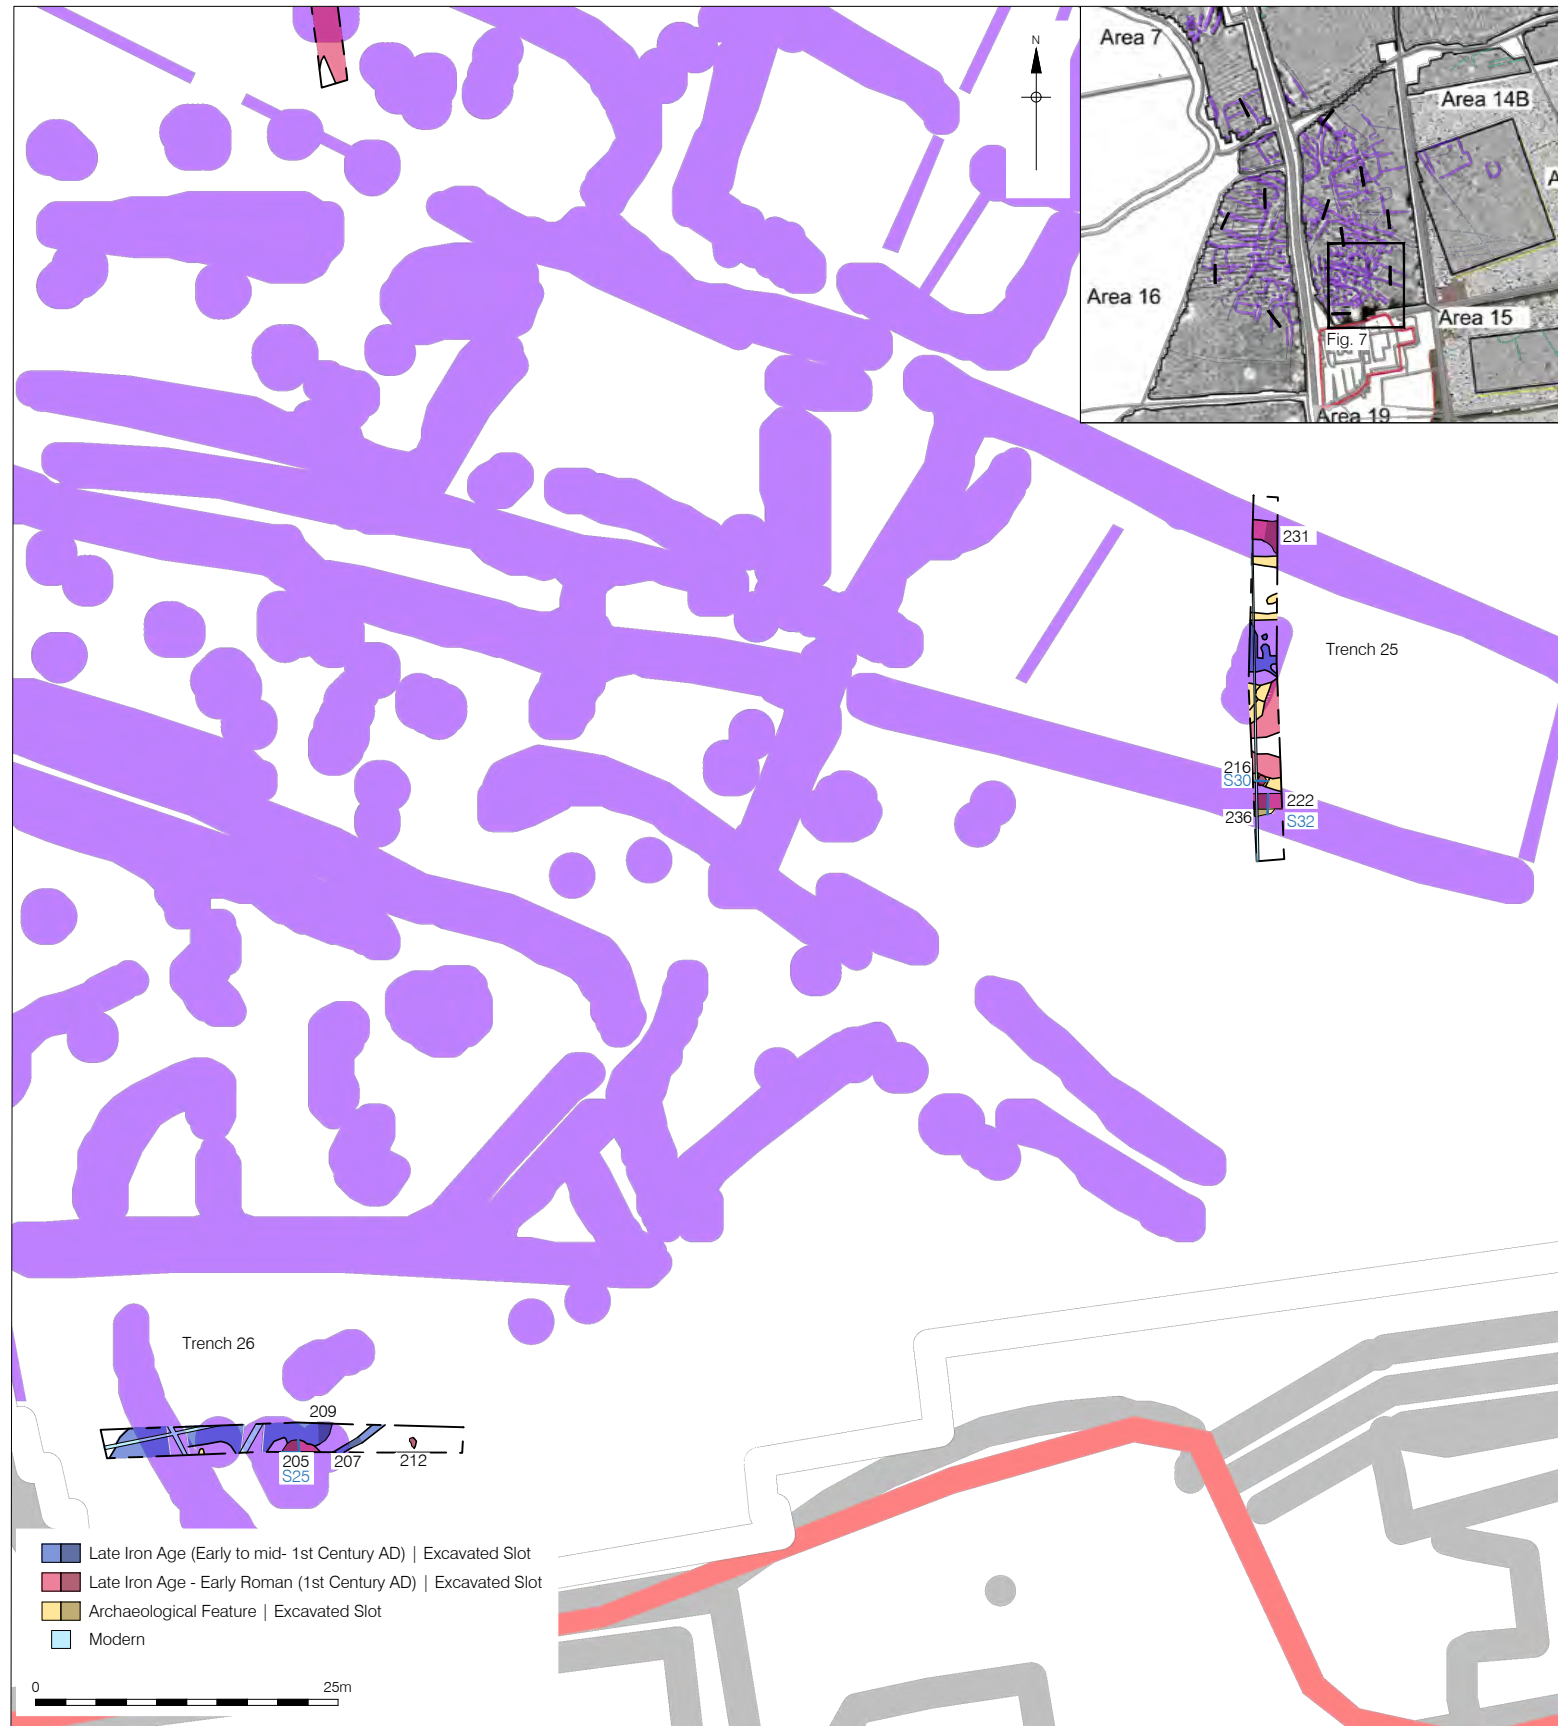 N
Area 7
Area 14B
A
Area 16
Area 15
Fig. 7
Area 19
231
Trench 25
216
S30
222
236
S32
Trench 26
209
205
207
212
S25
Late Iron Age (Early to mid- 1st Century AD) | Excavated Slot
Late Iron Age - Early Roman (1st Century AD) | Excavated Slot
Archaeological Feature | Excavated Slot
Modern
0 25m